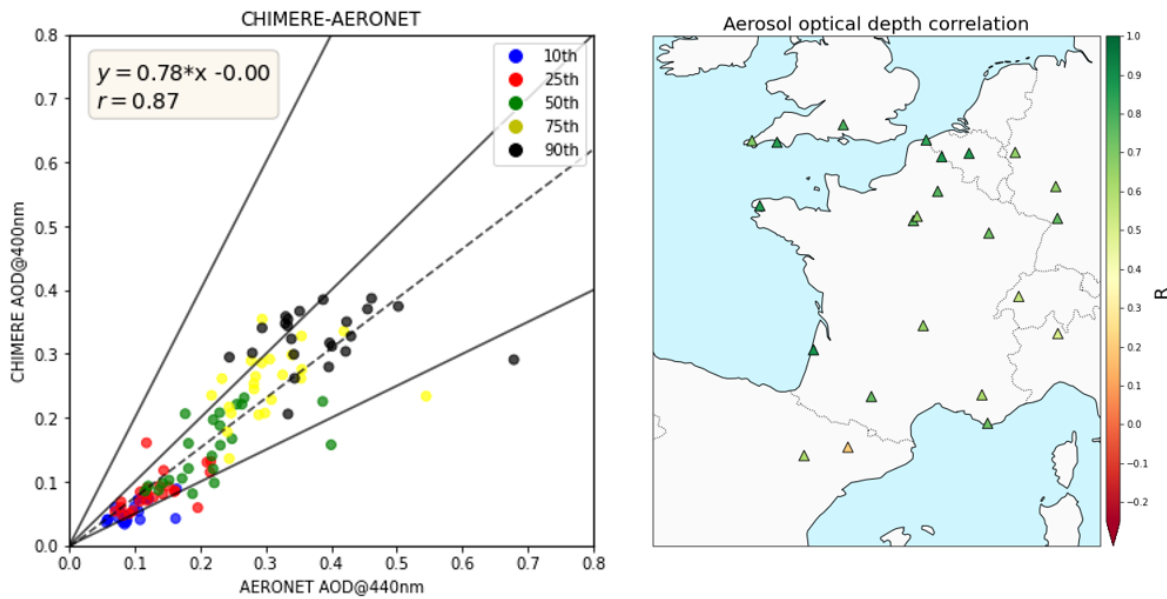 CHIMERE-AERONET
y = 0.78*x -0.00
r = 0.87
10th
25th
50th
75th
90th
0.8
0.7
0.6
0.5
0.4
0.3
0.2
0.1
0.0
CHIMERE AOD@400nm
0.0 0.1 0.2 0.3 0.4 0.5 0.6 0.7 0.8
AERONET AOD@440nm
Aerosol optical depth correlation
1.0
0.9
0.8
0.7
0.6
0.5
0.4
0.3
0.2
0.1
0.0
−0.1
−0.2
R